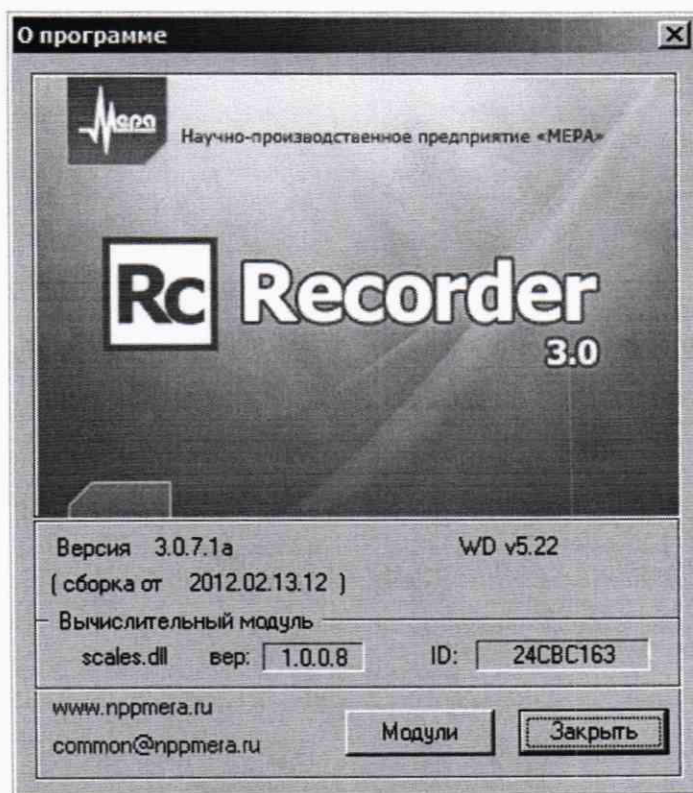 О программе
Мера
Научно-производственное предприятие «МЕРА»
Rc Recorder
3.0
Версия 3.0.7.1a WD v5.22
( сборка от 2012.02.13.12 )
Вычислительный модуль
scales.dll вер: 1.0.0.8 ID: 24CBC163
www.nppmera.ru
common@nppmera.ru
Модули Закрыть